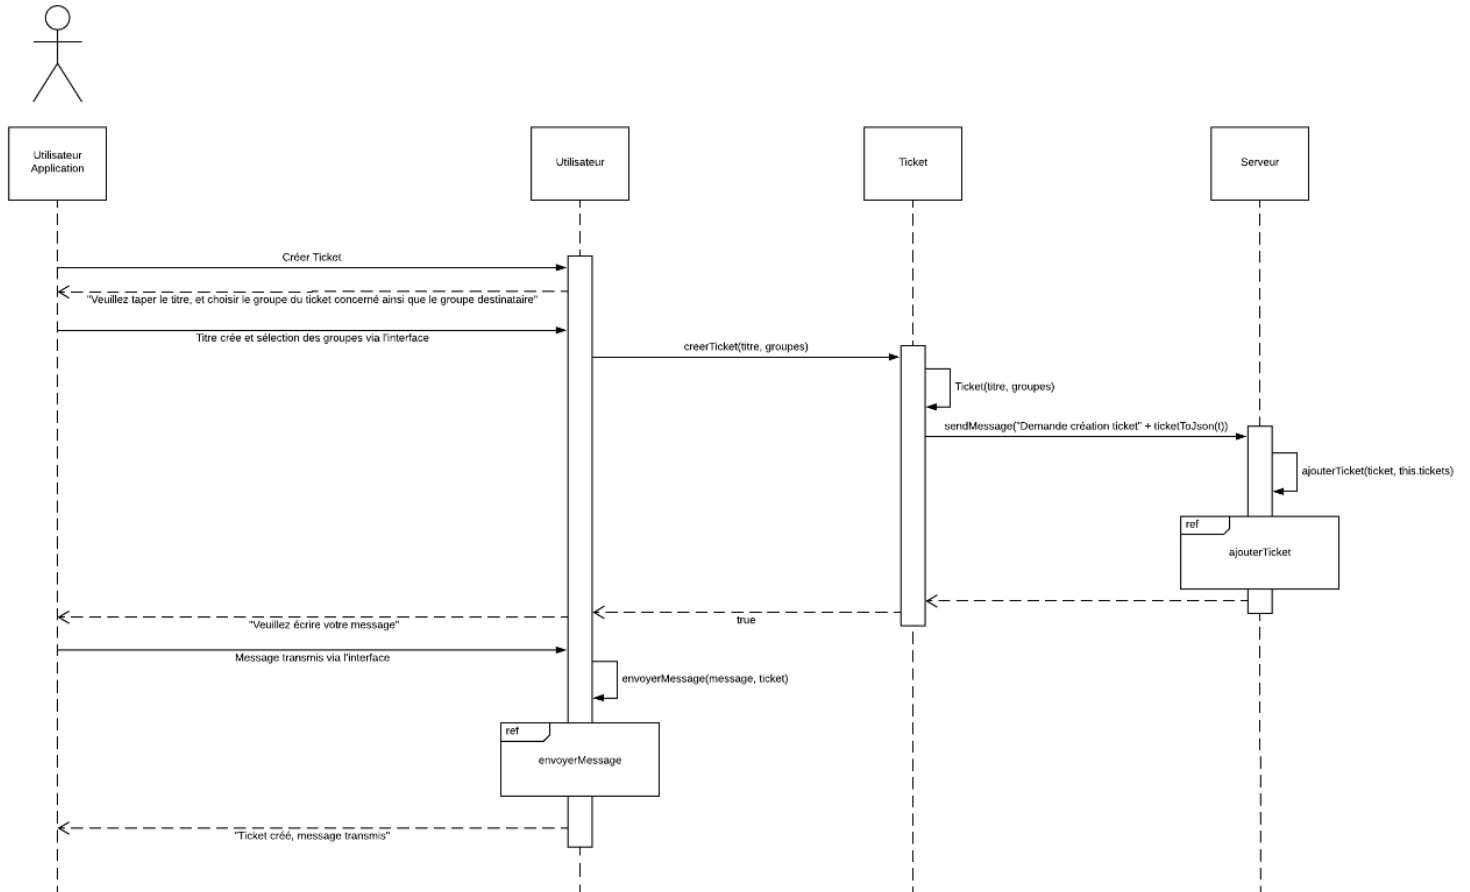 Utilisateur
Application
Utilisateur
Ticket
Serveur
Créer Ticket
"Veuillez taper le titre, et choisir le groupe du ticket concerné ainsi que le groupe destinataire"
Titre crée et sélection des groupes via l'interface
creerTicket(titre, groupes)
Ticket(titre, groupes)
sendMessage("Demande création ticket" + ticketToJson(t))
ajouterTicket(ticket, this.tickets)
ref
ajouterTicket
true
"Veuillez écrire votre message"
Message transmis via l'interface
envoyerMessage(message, ticket)
ref
envoyerMessage
"Ticket créé, message transmis"